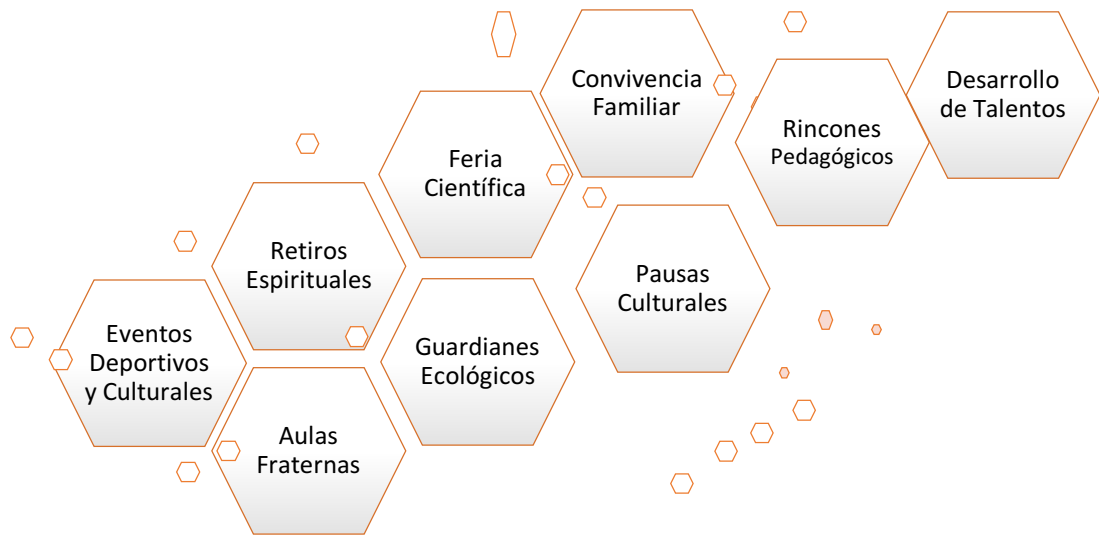 Convivencia
Familiar
Desarrollo
de Talentos
Rincones
Pedagógicos
Feria
Científica
Retiros
Espirituales
Pausas
Culturales
Eventos
Deportivos
y Culturales
Guardianes
Ecológicos
Aulas
Fraternas